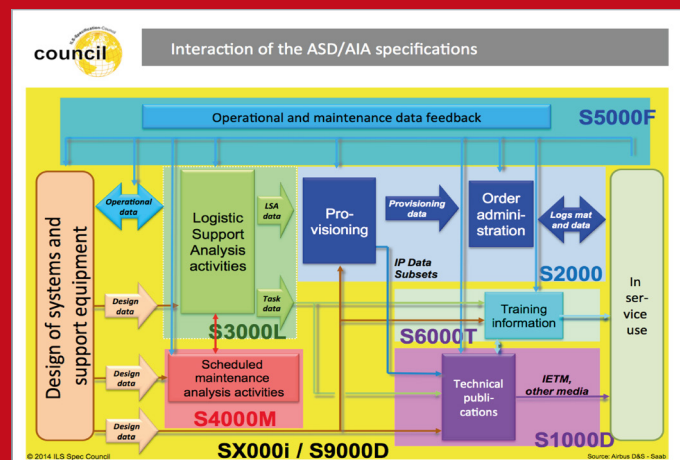 ILS Specification Council
council
Interaction of the ASD/AIA specifications
Operational and maintenance data feedback
S5000F
Design of systems and
support equipment
Operational
data
Logistic
Support
Analysis
activities
LSA
data
Pro-
visioning
Provisioning
data
Order
admini-
stration
Logs mat
and data
IP Data
Subsets
S2000
In
ser-
vice
use
Design
data
Task
data
S3000L
Training
information
S6000T
Design
data
Scheduled
maintenance
analysis activities
S4000M
Technical
publi-
cations
IETM,
other media
S1000D
Design
data
SX000i / S9000D
© 2014 ILS Spec Council
Source: Airbus D&S - Saab